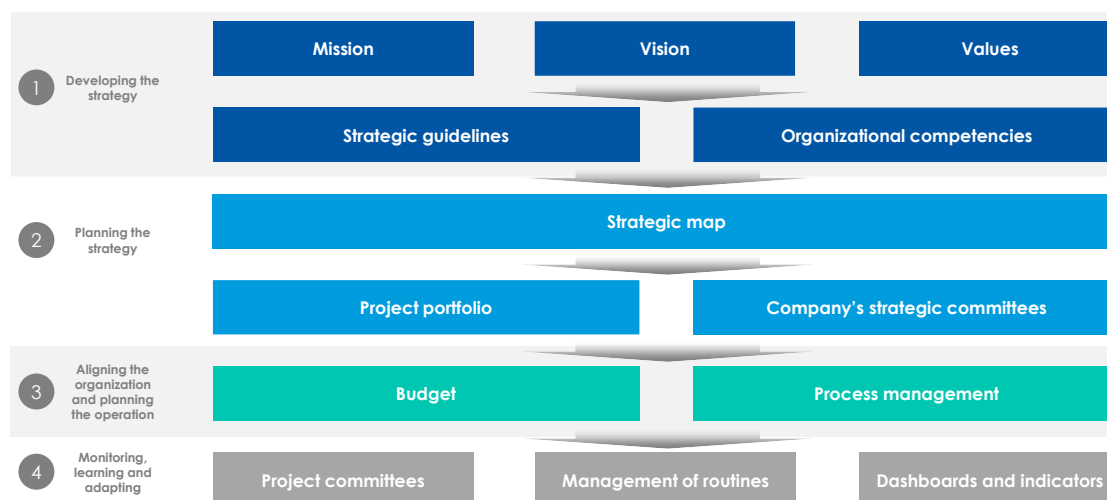 Mission
Vision
Values
1
Developing the
strategy
Strategic guidelines
Organizational competencies
Strategic map
2
Planning the
strategy
Project portfolio
Company's strategic committees
3
Aligning the
organization
and planning
the operation
Budget
Process management
4
Monitoring,
learning and
adapting
Project committees
Management of routines
Dashboards and indicators